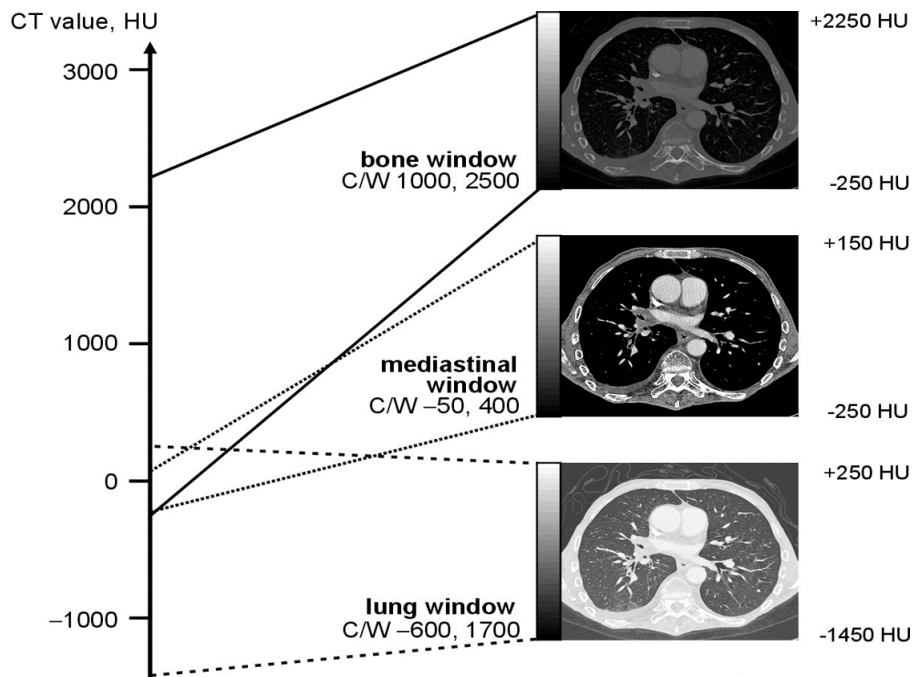 CT value, HU
3000
2000
1000
0
−1000
bone window
C/W 1000, 2500
mediastinal
window
C/W −50, 400
lung window
C/W −600, 1700
+2250 HU
-250 HU
+150 HU
-250 HU
+250 HU
-1450 HU